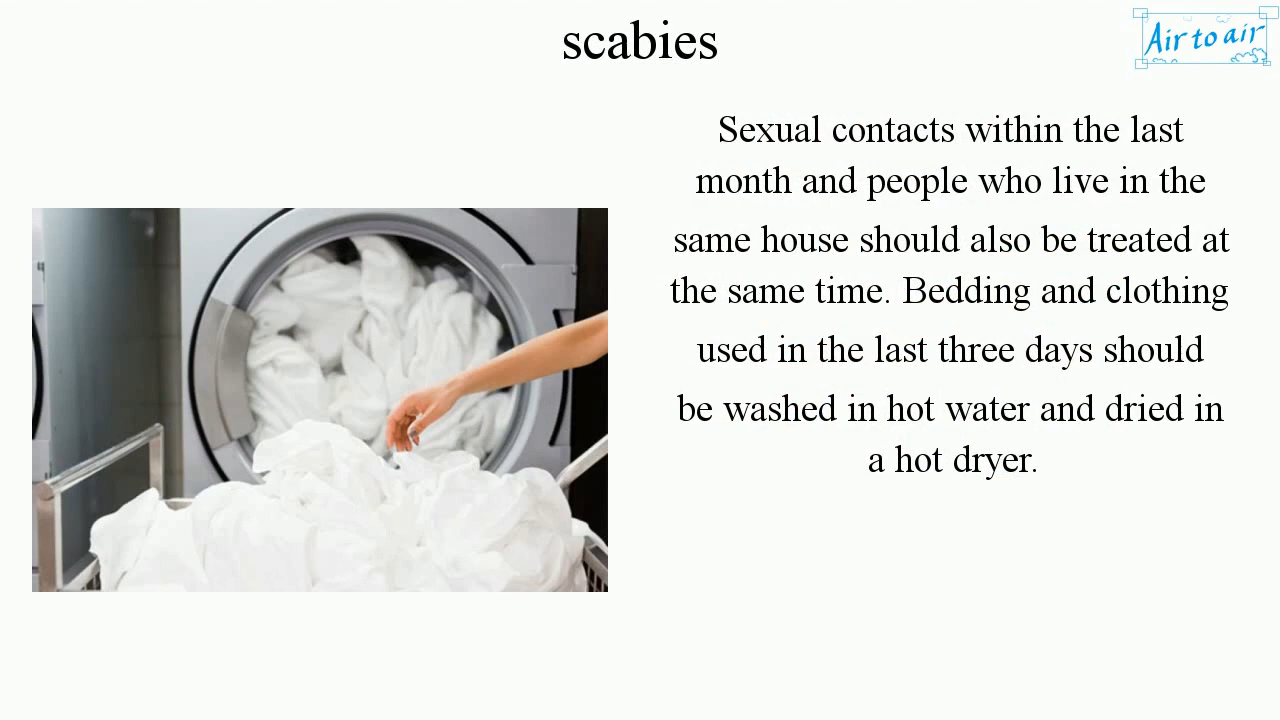 scabies
Air to air
Sexual contacts within the last
month and people who live in the
same house should also be treated at
the same time. Bedding and clothing
used in the last three days should
be washed in hot water and dried in
a hot dryer.